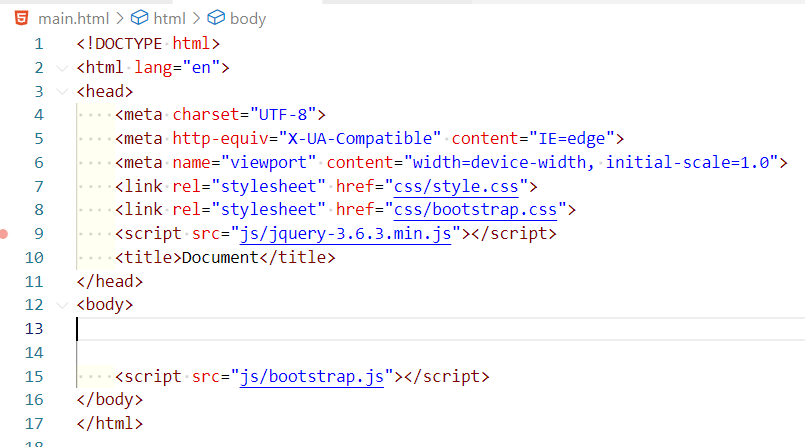 main.html > html > body
1 <!DOCTYPE html>
2 <html lang="en">
3 <head>
4     <meta charset="UTF-8">
5     <meta http-equiv="X-UA-Compatible" content="IE=edge">
6     <meta name="viewport" content="width=device-width, initial-scale=1.0">
7     <link rel="stylesheet" href="css/style.css">
8     <link rel="stylesheet" href="css/bootstrap.css">
9     <script src="js/jquery-3.6.3.min.js"></script>
10     <title>Document</title>
11 </head>
12 <body>
13
14
15     <script src="js/bootstrap.js"></script>
16 </body>
17 </html>
18